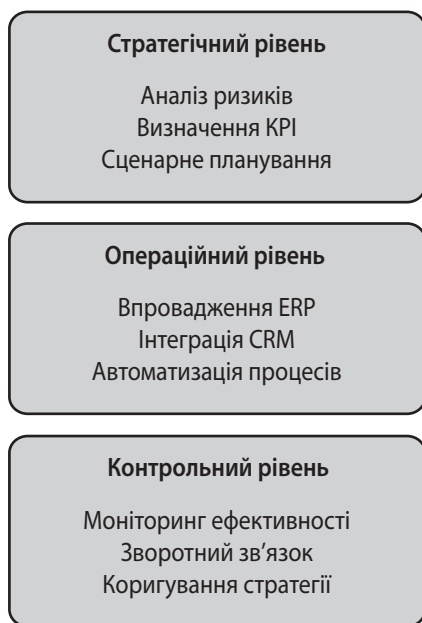 Стратегічний рівень
Аналіз ризиків
Визначення KPI
Сценарне планування
Операційний рівень
Впровадження ERP
Інтеграція CRM
Автоматизація процесів
Контрольний рівень
Моніторинг ефективності
Зворотний зв’язок
Коригування стратегії